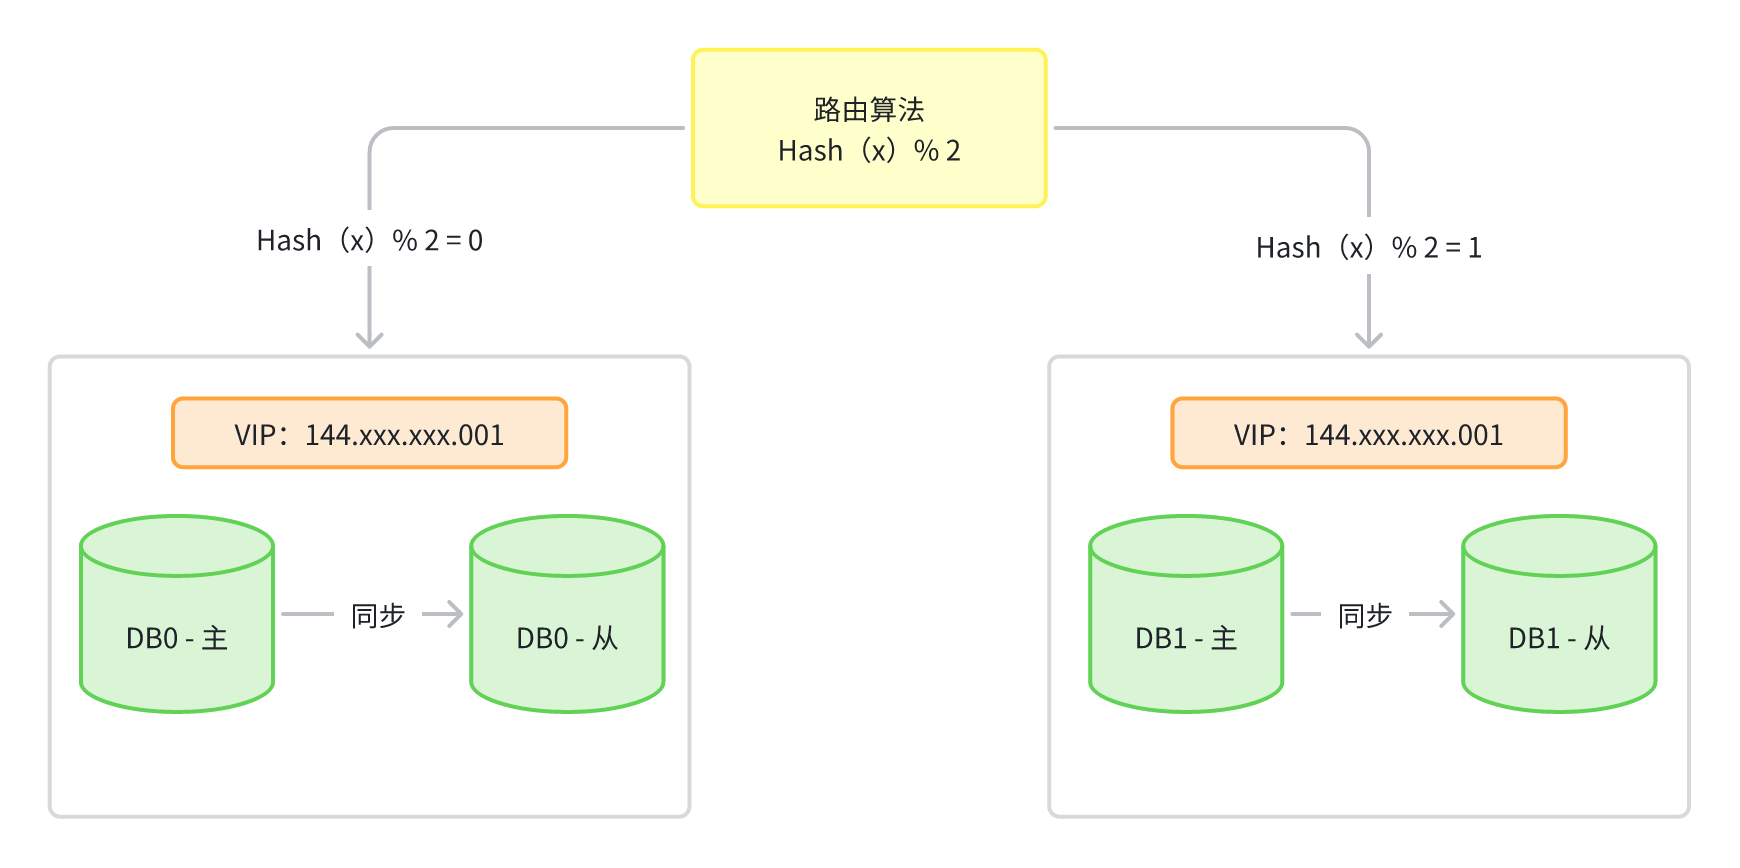 路由算法
Hash（x）% 2
Hash（x）% 2 = 0
Hash（x）% 2 = 1
VIP：144.xxx.xxx.001
VIP：144.xxx.xxx.001
DB0 - 主
同步
DB0 - 从
DB1 - 主
同步
DB1 - 从